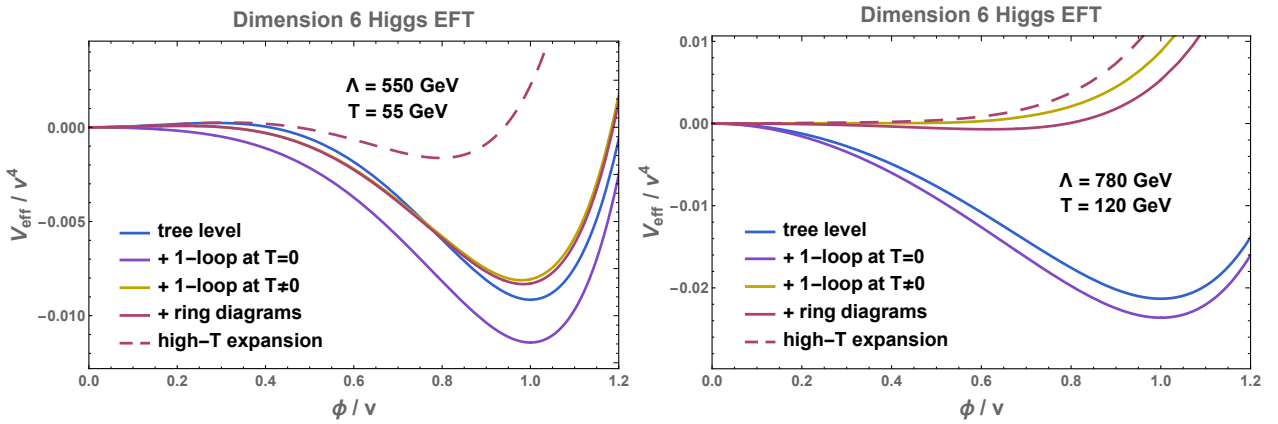 Dimension 6 Higgs EFT
Λ = 550 GeV
T = 55 GeV
0.000
-0.005
-0.010
V_eff / v^4
tree level
+ 1-loop at T=0
+ 1-loop at T≠0
+ ring diagrams
high-T expansion
0.0 0.2 0.4 0.6 0.8 1.0 1.2
ϕ / v
Dimension 6 Higgs EFT
0.01
0.00
-0.01
-0.02
V_eff / v^4
Λ = 780 GeV
T = 120 GeV
tree level
+ 1-loop at T=0
+ 1-loop at T≠0
+ ring diagrams
high-T expansion
0.0 0.2 0.4 0.6 0.8 1.0 1.2
ϕ / v